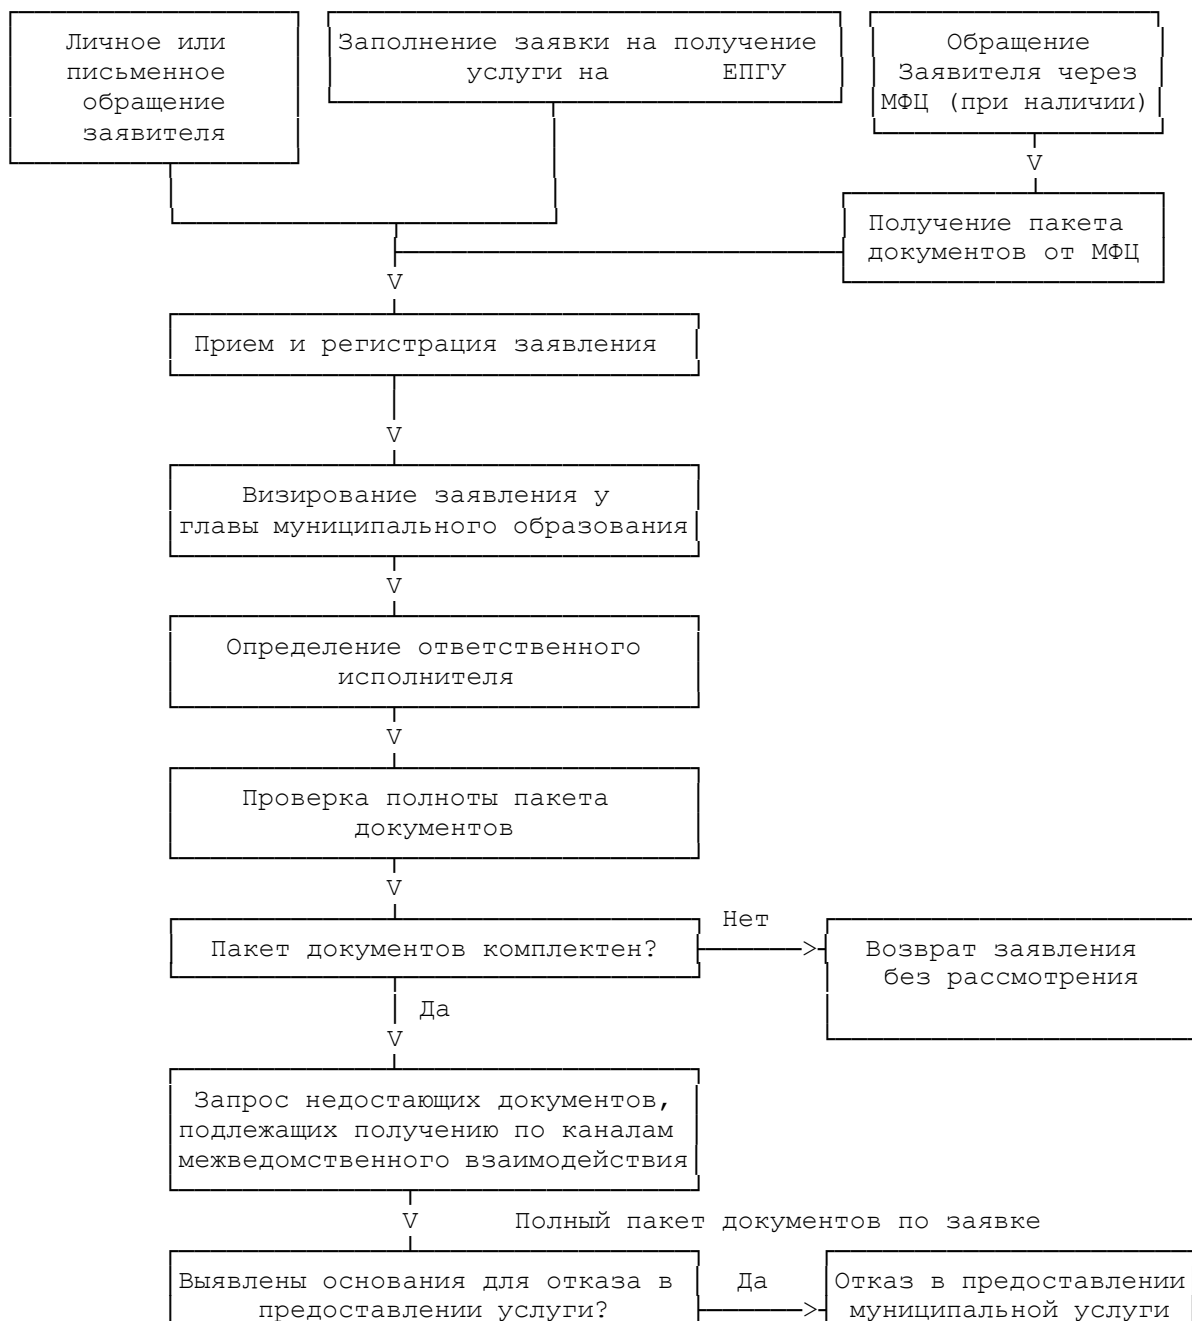 Личное или
письменное
обращение
заявителя
Заполнение заявки на получение
услуги на ЕПГУ
Обращение
Заявителя через
МФЦ (при наличии)
V
Получение пакета
документов от МФЦ
V
Прием и регистрация заявления
V
Визирование заявления у
главы муниципального образования
V
Определение ответственного
исполнителя
V
Проверка полноты пакета
документов
V
Нет
Пакет документов комплектен?
>
Возврат заявления
без рассмотрения
Да
V
Запрос недостающих документов,
подлежащих получению по каналам
межведомственного взаимодействия
V Полный пакет документов по заявке
Выявлены основания для отказа в
предоставлении услуги?
Да
>
Отказ в предоставлении
муниципальной услуги